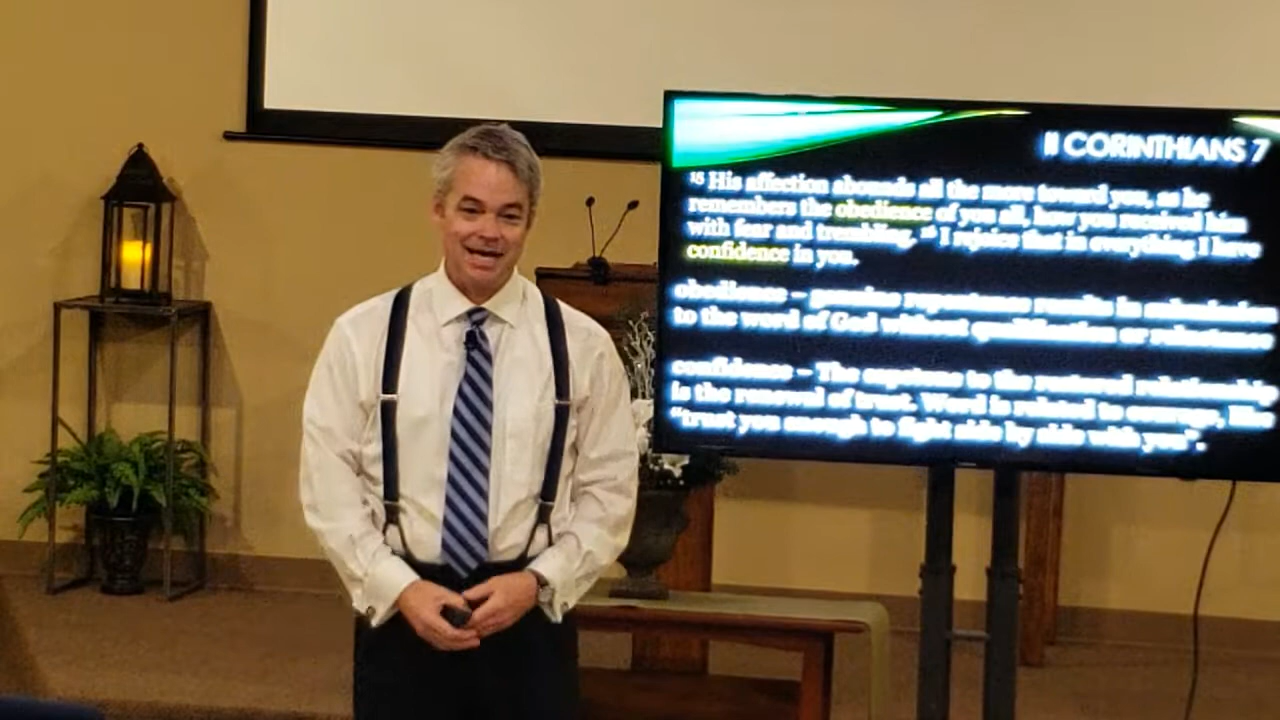 II CORINTHIANS 7
¹⁵ His affection abounds all the more toward you, as he
remembers the obedience of you all, how you received him
with fear and trembling. ¹⁶ I rejoice that in everything I have
confidence in you.
obedience – genuine repentance results in submission
to the word of God without qualification or reluctance
confidence – The capstone to the restored relationship
is the renewal of trust. Word is related to courage, like
"trust you enough to fight side by side with you".